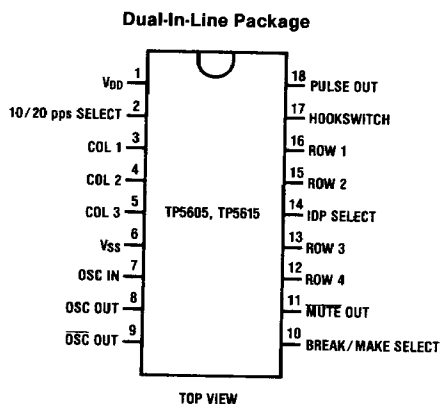 Dual-In-Line Package
VDD 1
18 PULSE OUT
10/20 pps SELECT 2
17 HOOKSWITCH
COL 1 3
16 ROW 1
COL 2 4
15 ROW 2
COL 3 5
TP5605, TP5615
14 IDP SELECT
VSS 6
13 ROW 3
OSC IN 7
12 ROW 4
OSC OUT 8
11 MUTE OUT
OSC OUT 9
10 BREAK/MAKE SELECT
TOP VIEW